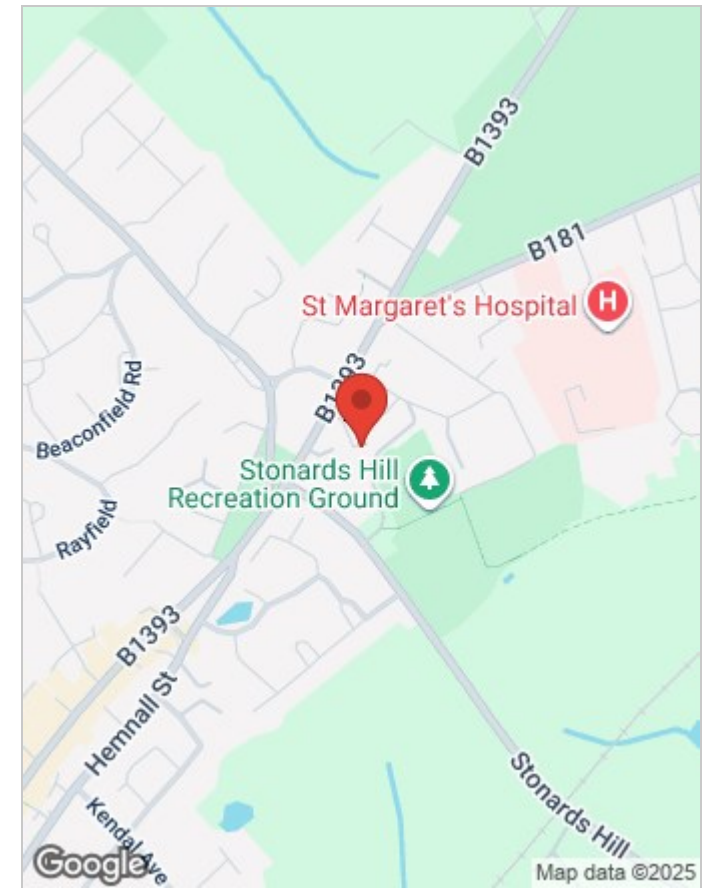 B1393
B181
St Margaret's Hospital
H
Beaconfield Rd
B1393
Stonards Hill
Recreation Ground
Rayfield
B1393
Hemnall St
Stonards Hill
Kendal Ave
Google
Map data ©2025